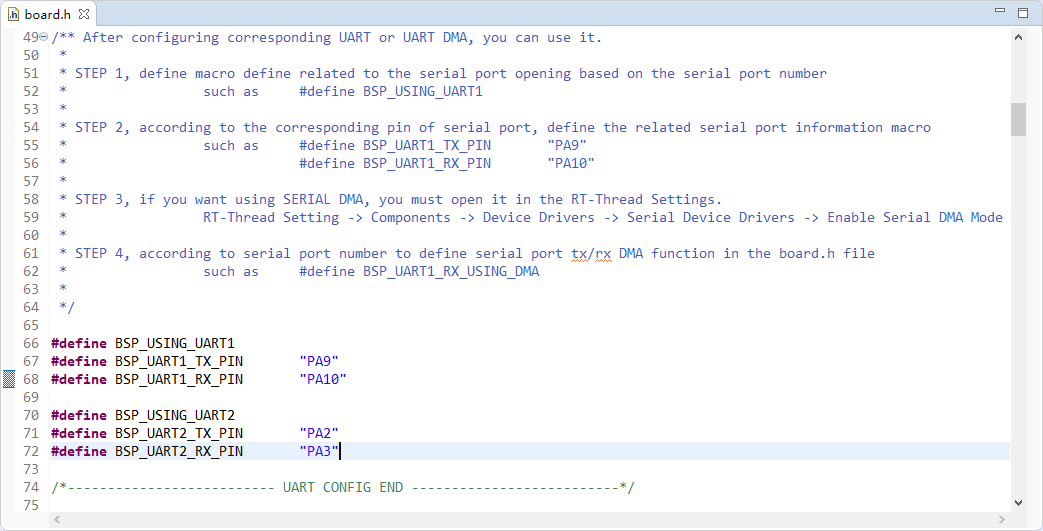 board.h
49 /** After configuring corresponding UART or UART DMA, you can use it.
50 *
51 * STEP 1, define macro define related to the serial port opening based on the serial port number
52 * such as #define BSP_USING_UART1
53 *
54 * STEP 2, according to the corresponding pin of serial port, define the related serial port information macro
55 * such as #define BSP_UART1_TX_PIN "PA9"
56 * #define BSP_UART1_RX_PIN "PA10"
57 *
58 * STEP 3, if you want using SERIAL DMA, you must open it in the RT-Thread Settings.
59 * RT-Thread Setting -> Components -> Device Drivers -> Serial Device Drivers -> Enable Serial DMA Mode
60 *
61 * STEP 4, according to serial port number to define serial port tx/rx DMA function in the board.h file
62 * such as #define BSP_UART1_RX_USING_DMA
63 *
64 */
65
66 #define BSP_USING_UART1
67 #define BSP_UART1_TX_PIN "PA9"
68 #define BSP_UART1_RX_PIN "PA10"
69
70 #define BSP_USING_UART2
71 #define BSP_UART2_TX_PIN "PA2"
72 #define BSP_UART2_RX_PIN "PA3"
73
74 /*-------------------------- UART CONFIG END --------------------------*/
75